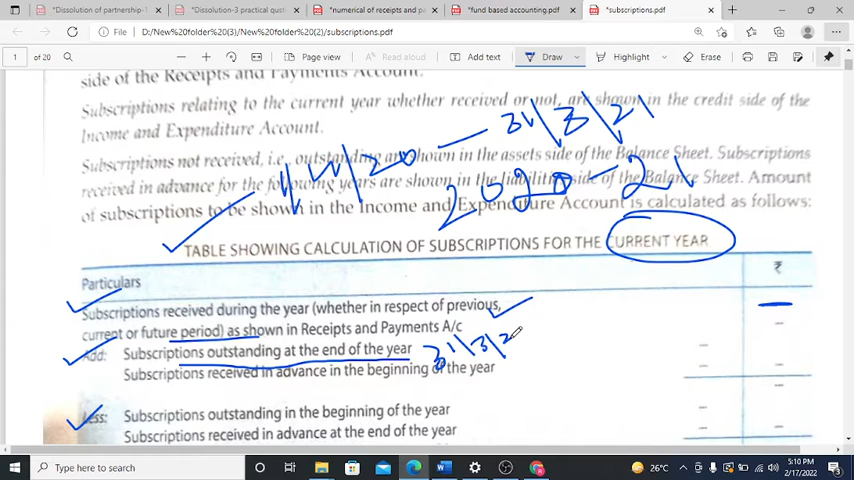 *Dissolution of partnership-1
*Dissolution-3 practical quest
*numerical of receipts and pa
*fund based accounting.pdf
*subscriptions.pdf
D:/New%20folder%20(3)/New%20folder%20(2)/subscriptions.pdf
1 of 20
Page view
Read aloud
Add text
Draw
Highlight
Erase
side of the Receipts and Payments Account.
Subscriptions relating to the current year whether received or not, are shown in the credit side of the
Income and Expenditure Account.
1/4/20 — 31/3/21
Subscriptions not received, i.e., outstanding are shown in the assets side of the Balance Sheet. Subscriptions
received in advance for the following years are shown in the liabilities side of the Balance Sheet. Amount
2020-21
of subscriptions to be shown in the Income and Expenditure Account is calculated as follows:
TABLE SHOWING CALCULATION OF SUBSCRIPTIONS FOR THE CURRENT YEAR
Particulars ₹
Subscriptions received during the year (whether in respect of previous,
current or future period) as shown in Receipts and Payments A/c –
Add: Subscriptions outstanding at the end of the year – 31/3/2
Subscriptions received in advance in the beginning of the year – –
Less: Subscriptions outstanding in the beginning of the year –
Subscriptions received in advance at the end of the year – –
Type here to search
26°C
5:10 PM
2/17/2022
3